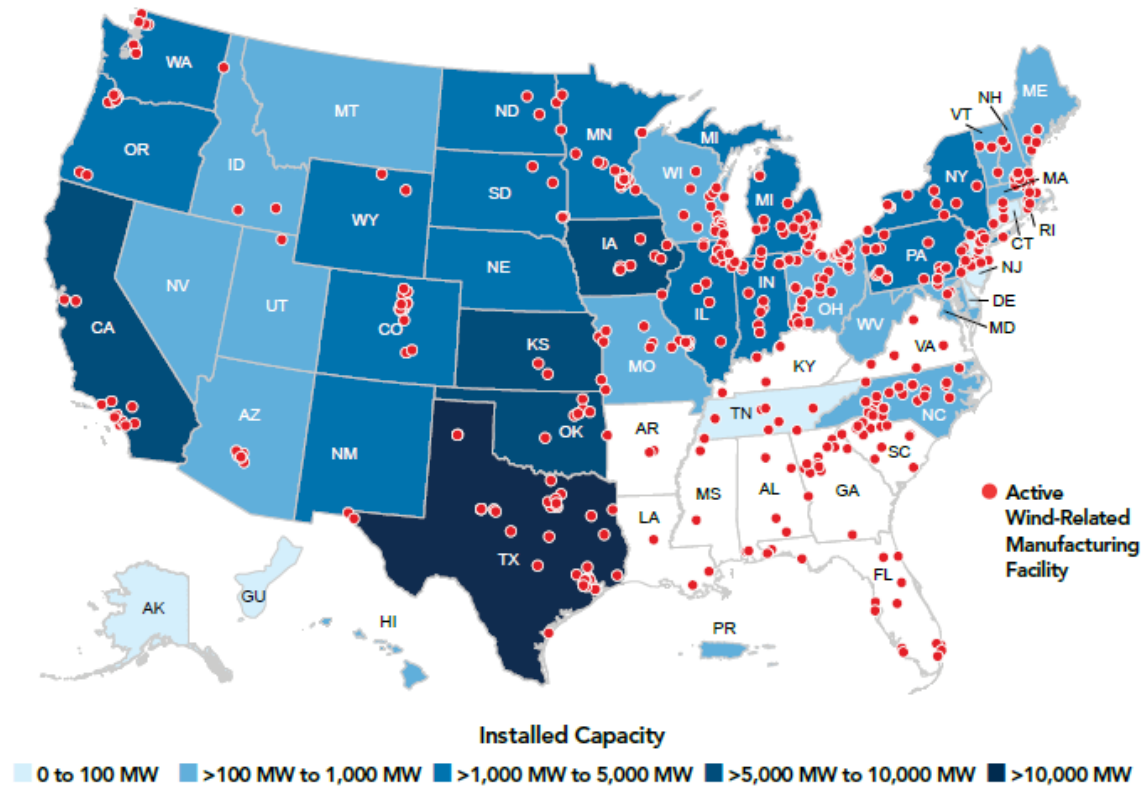 WA
MT
ND
MN
MI
VT
NH
ME
OR
ID
SD
WI
MI
NY
MA
WY
RI
CT
IA
PA
NJ
NE
NV
UT
IL
IN
OH
DE
MD
CA
CO
KS
MO
WV
VA
KY
AZ
NM
OK
AR
TN
NC
SC
MS
AL
GA
LA
TX
FL
Active
Wind-Related
Manufacturing
Facility
AK
GU
HI
PR
Installed Capacity
0 to 100 MW
>100 MW to 1,000 MW
>1,000 MW to 5,000 MW
>5,000 MW to 10,000 MW
>10,000 MW